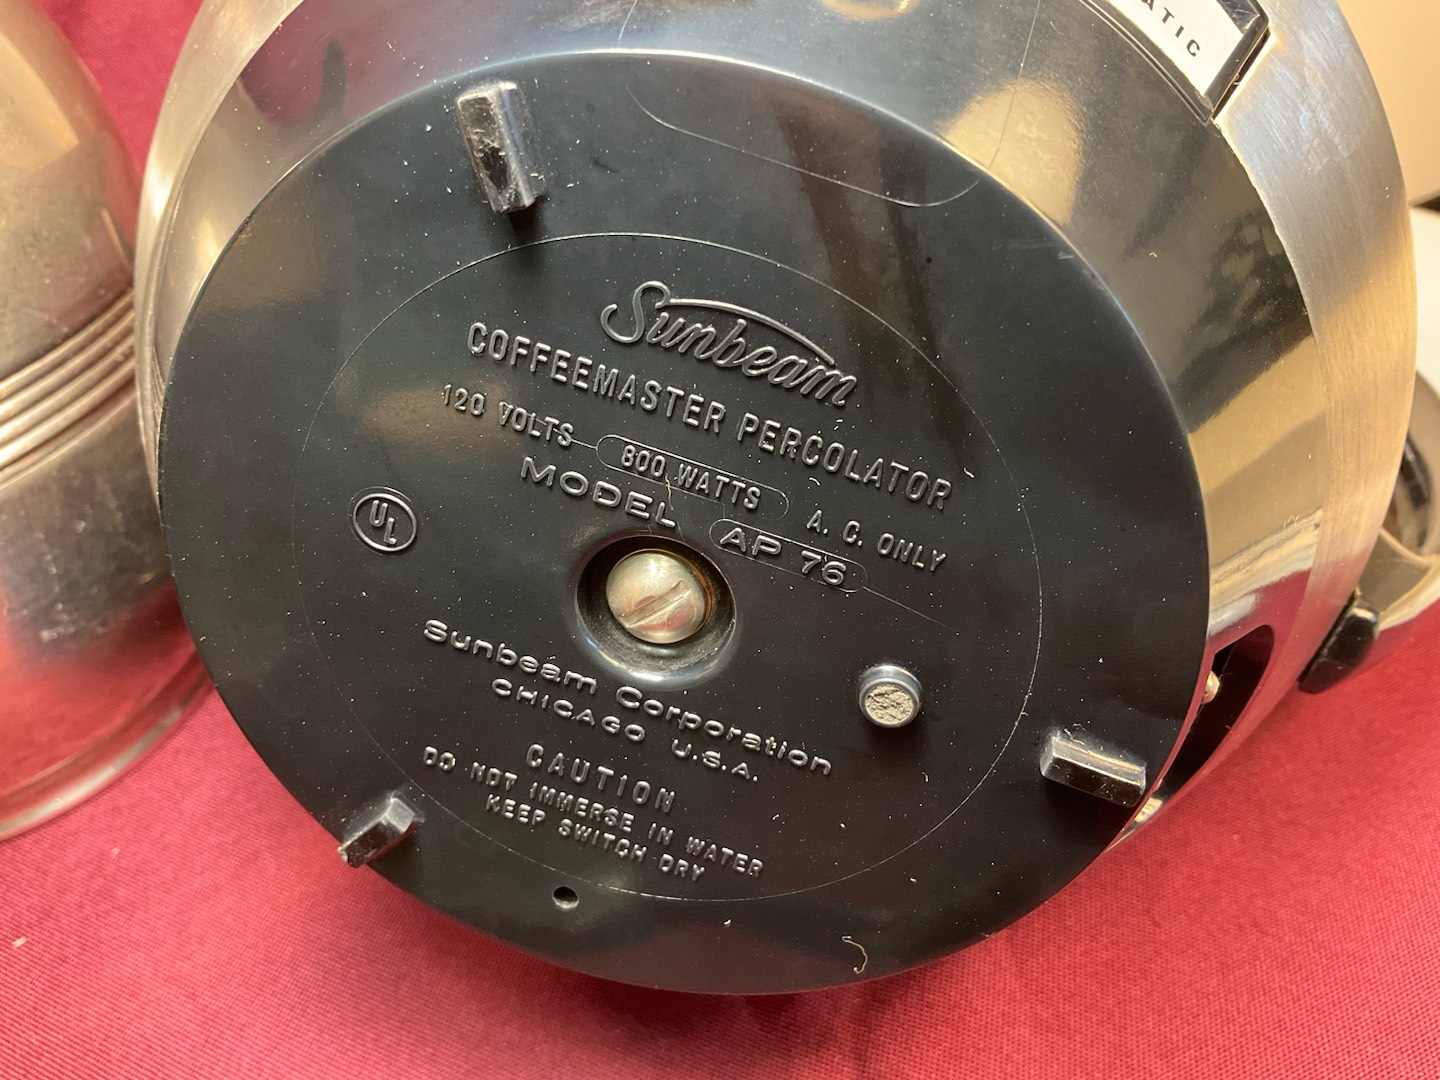 ATIC
Sunbeam
COFFEEMASTER PERCOLATOR
120 VOLTS 800 WATTS A. C. ONLY
MODEL AP 76
UL
Sunbeam Corporation
CHICAGO U.S.A.
CAUTION
DO NOT IMMERSE IN WATER
KEEP SWITCH DRY